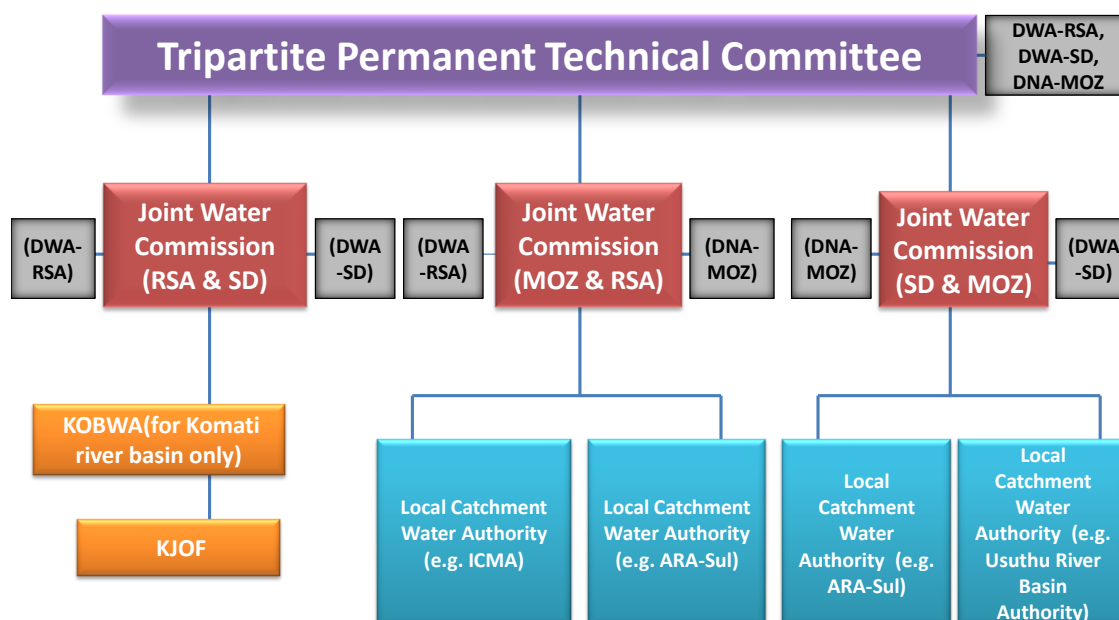 Tripartite Permanent Technical Committee
DWA-RSA,
DWA-SD,
DNA-MOZ
(DWA-
RSA)
Joint Water
Commission
(RSA & SD)
(DWA
-SD)
(DWA
-RSA)
Joint Water
Commission
(MOZ & RSA)
(DNA-
MOZ)
(DNA-
MOZ)
Joint Water
Commission
(SD & MOZ)
(DWA
-SD)
KOBWA(for Komati
river basin only)
KJOF
Local Catchment
Water Authority
(e.g. ICMA)
Local Catchment
Water Authority
(e.g. ARA-Sul)
Local
Catchment
Water
Authority (e.g.
ARA-Sul)
Local
Catchment
Water
Authority (e.g.
Usuthu River
Basin
Authority)